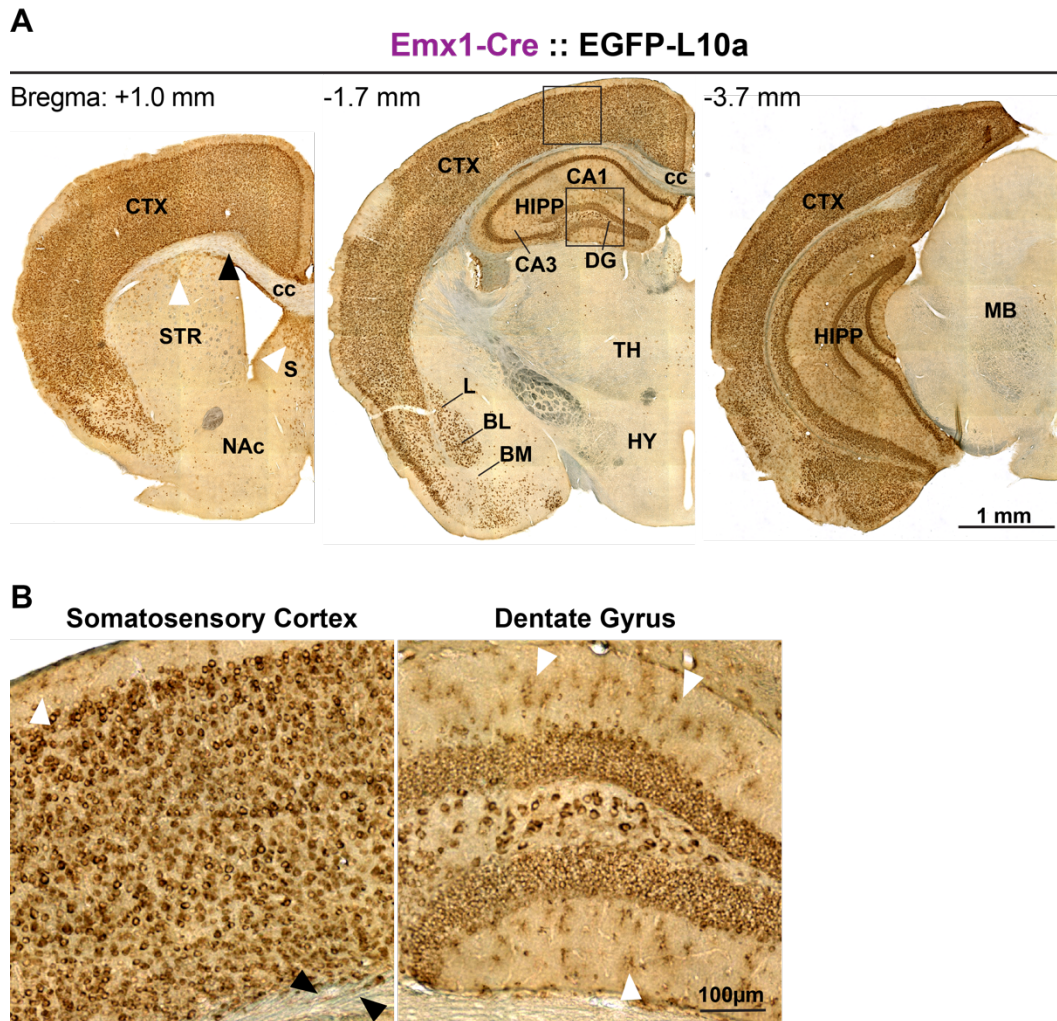 A
Emx1-Cre :: EGFP-L10a
Bregma: +1.0 mm
-1.7 mm
-3.7 mm
CTX
cc
STR
S
NAc
CTX
CA1
cc
HIPP
CA3
DG
TH
L
BL
HY
BM
CTX
HIPP
MB
1 mm
B
Somatosensory Cortex
Dentate Gyrus
100µm